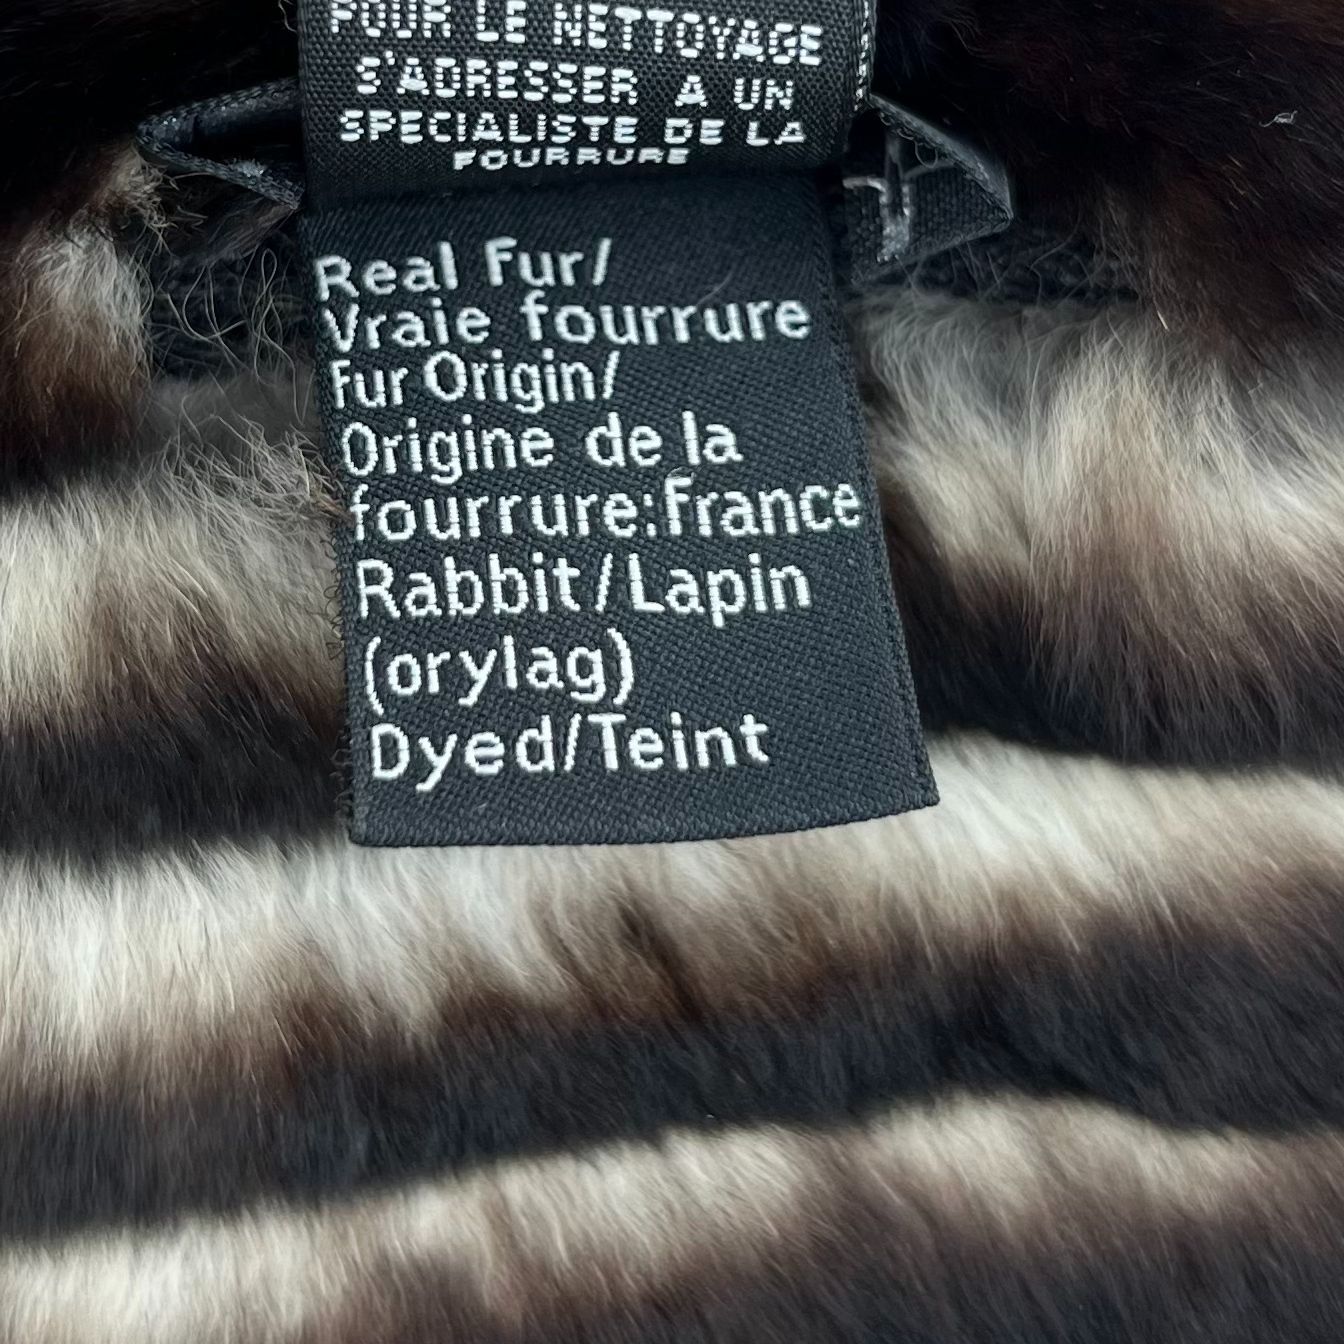 POUR LE NETTOYAGE
S'ADRESSER A UN
SPECIALISTE DE LA
FOURRURE
Real Fur/
Vraie fourrure
Fur Origin/
Origine de la
fourrure:France
Rabbit/Lapin
(orylag)
Dyed/Teint